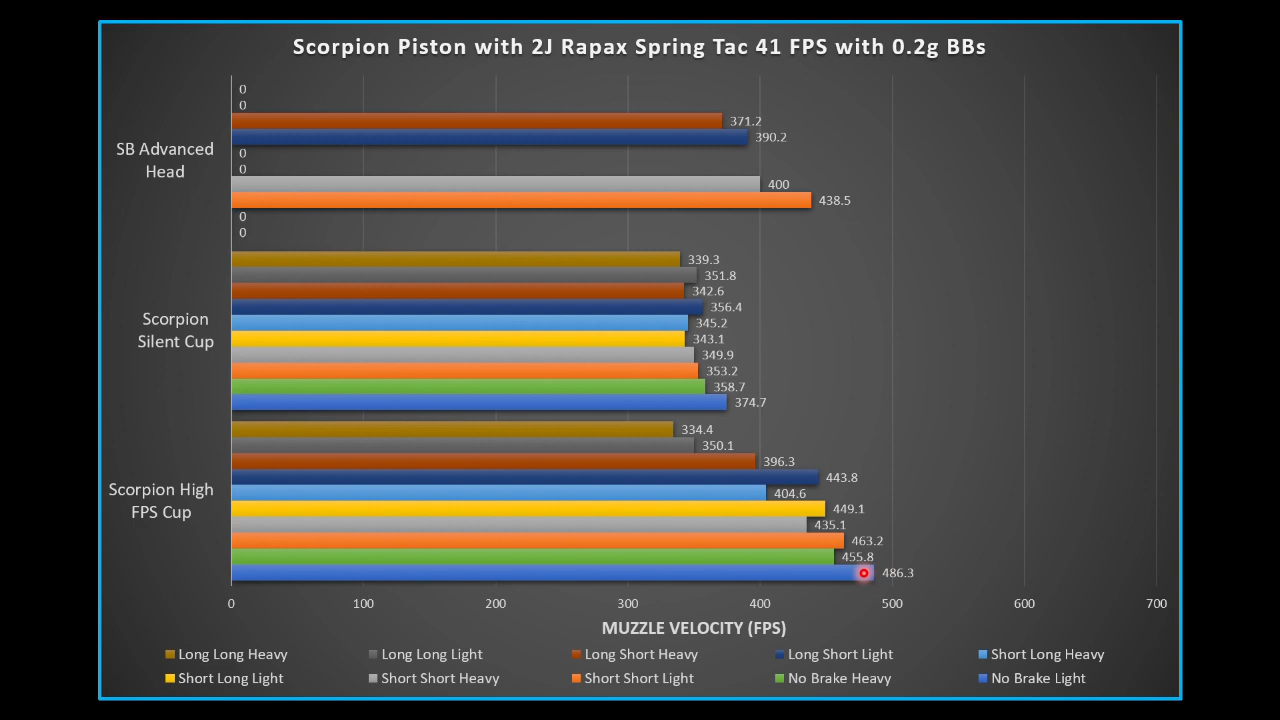 Scorpion Piston with 2J Rapax Spring Tac 41 FPS with 0.2g BBs
SB Advanced
Head
0
0
371.2
390.2
0
0
400
438.5
0
0
Scorpion
Silent Cup
339.3
351.8
342.6
356.4
345.2
343.1
349.9
353.2
358.7
374.7
Scorpion High
FPS Cup
334.4
350.1
396.3
443.8
404.6
449.1
435.1
463.2
455.8
486.3
0 100 200 300 400 500 600 700
MUZZLE VELOCITY (FPS)
Long Long Heavy Long Long Light Long Short Heavy Long Short Light Short Long Heavy
Short Long Light Short Short Heavy Short Short Light No Brake Heavy No Brake Light